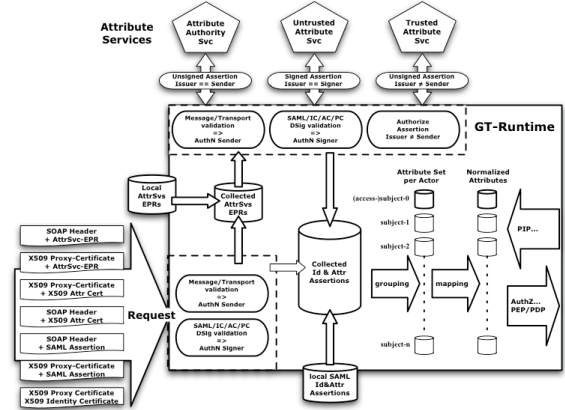 Attribute
Services
Attribute
Authority
Svc
Untrusted
Attribute
Svc
Trusted
Attribute
Svc
Unsigned Assertion
Issuer == Sender
Signed Assertion
Issuer == Signer
Unsigned Assertion
Issuer ≠ Sender
GT-Runtime
Message/Transport
validation
=>
AuthN Sender
SAML/IC/AC/PC
DSig validation
=>
AuthN Signer
Authorize
Assertion
Issuer ≠ Sender
Local
AttrSvs
EPRs
Collected
AttrSvs
EPRs
Attribute Set
per Actor
Normalized
Attributes
(access-)subject-0
subject-1
subject-2
subject-n
PIP...
AuthZ...
PEP/PDP
Collected
Id & Attr
Assertions
grouping
mapping
SOAP Header
+ AttrSvc-EPR
X509 Proxy-Certificate
+ AttrSvc-EPR
X509 Proxy-Certificate
+ X509 Attr Cert
SOAP Header
+ X509 Attr Cert
SOAP Header
+ SAML Assertion
X509 Proxy-Certificate
+ SAML Assertion
X509 Proxy Certificate
X509 Identity Certificate
Request
Message/Transport
validation
=>
AuthN Sender
SAML/IC/AC/PC
DSig validation
=>
AuthN Signer
local SAML
Id&Attr
Assertions